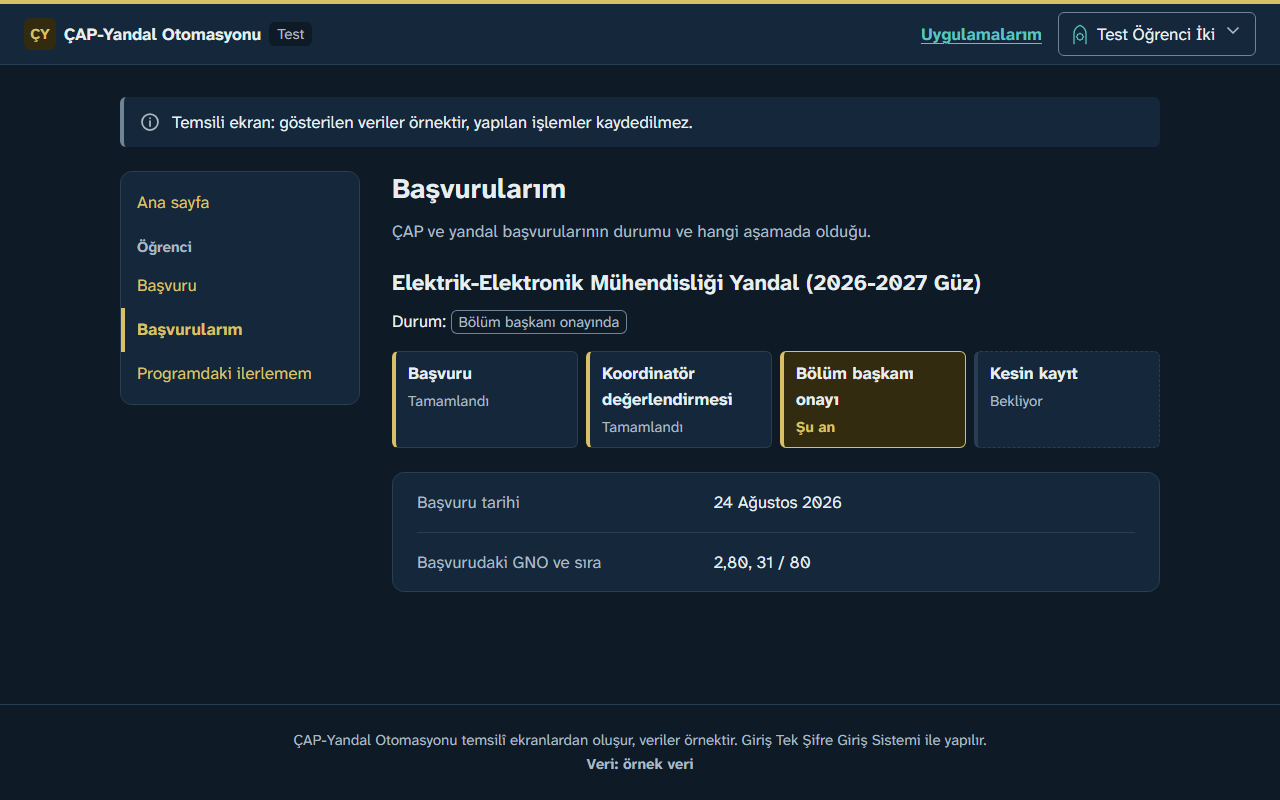 ÇY ÇAP-Yandal Otomasyonu Test
Uygulamalarım
Test Öğrenci İki
Temsili ekran: gösterilen veriler örnektir, yapılan işlemler kaydedilmez.
Ana sayfa
Öğrenci
Başvuru
Başvurularım
Programdaki ilerlemem
Başvurularım
ÇAP ve yandal başvurularının durumu ve hangi aşamada olduğu.
Elektrik-Elektronik Mühendisliği Yandal (2026-2027 Güz)
Durum: Bölüm başkanı onayında
Başvuru
Tamamlandı
Koordinatör
değerlendirmesi
Tamamlandı
Bölüm başkanı
onayı
Şu an
Kesin kayıt
Bekliyor
Başvuru tarihi 24 Ağustos 2026
Başvurudaki GNO ve sıra 2,80, 31 / 80
ÇAP-Yandal Otomasyonu temsilî ekranlardan oluşur, veriler örnektir. Giriş Tek Şifre Giriş Sistemi ile yapılır.
Veri: örnek veri